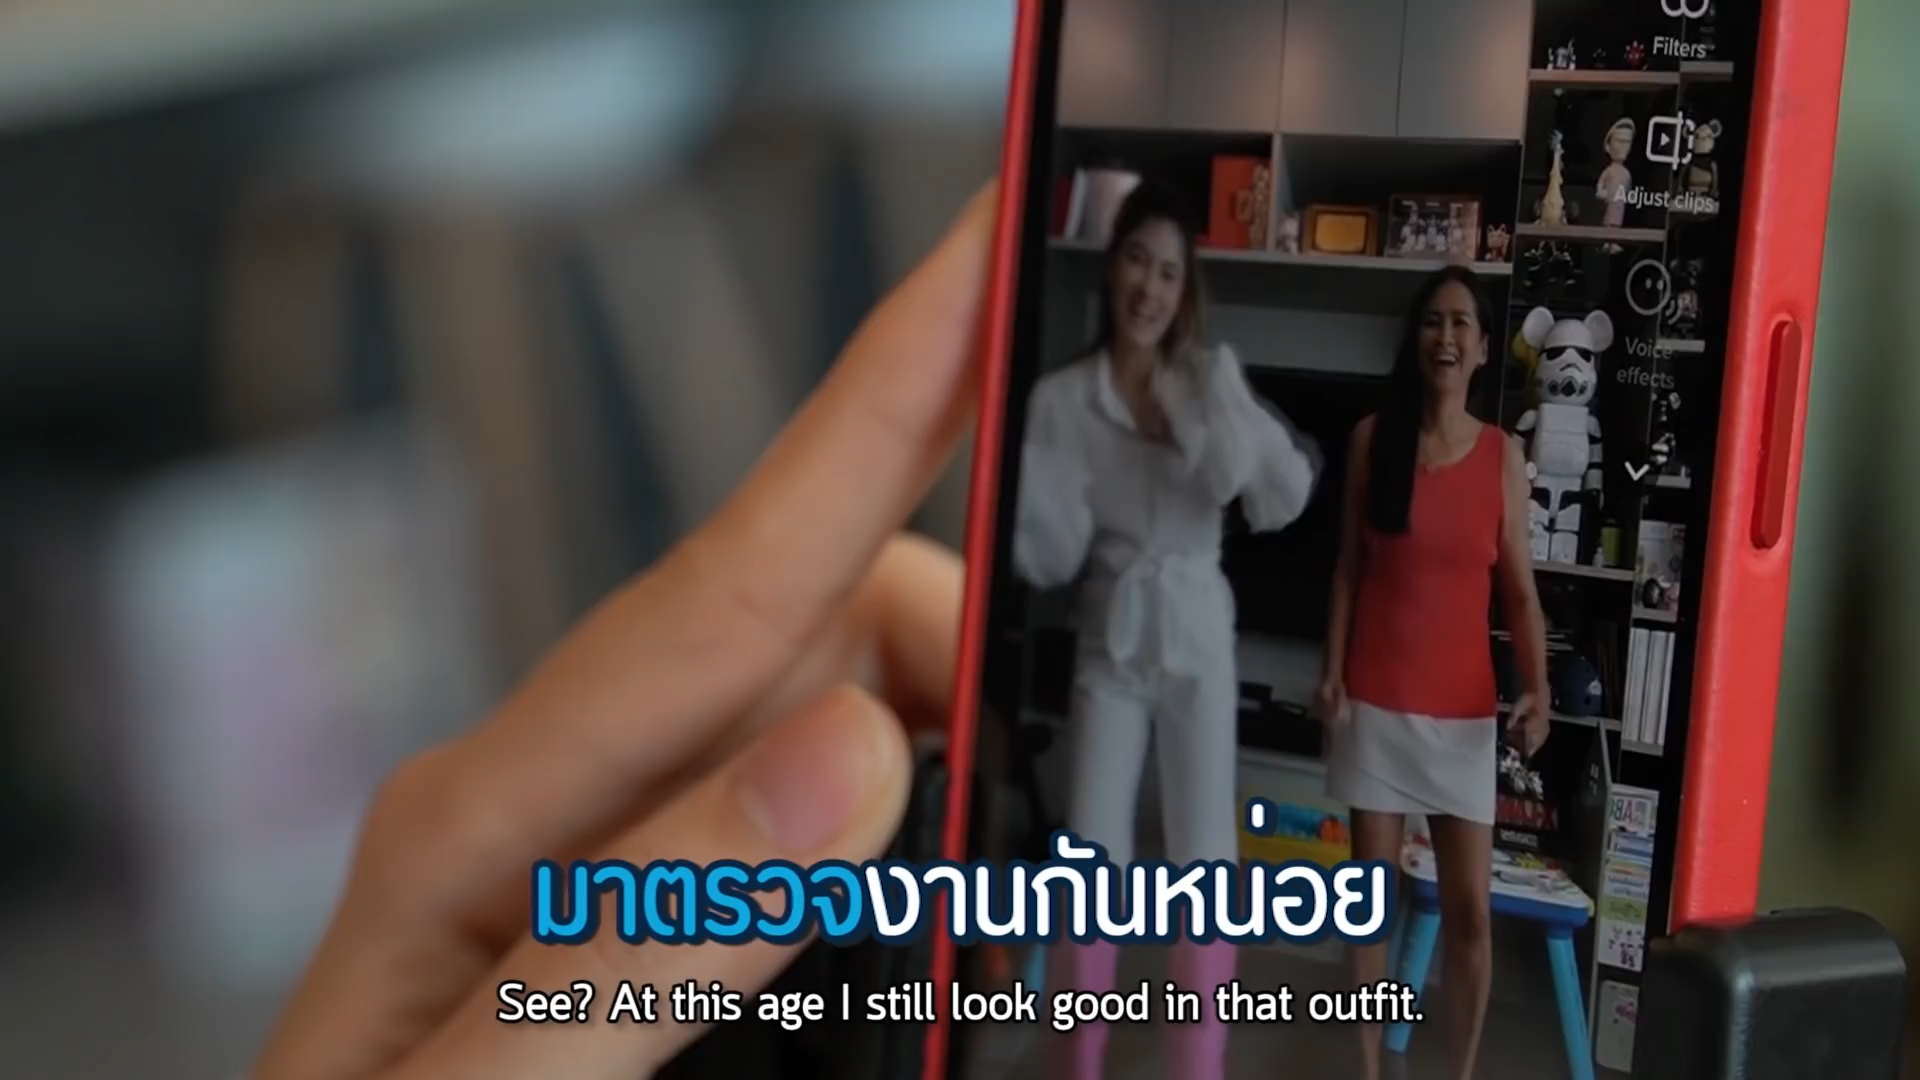 Filters
Adjust clips
Voice
effects
มาตรวจงานกันหน่อย
See? At this age I still look good in that outfit.